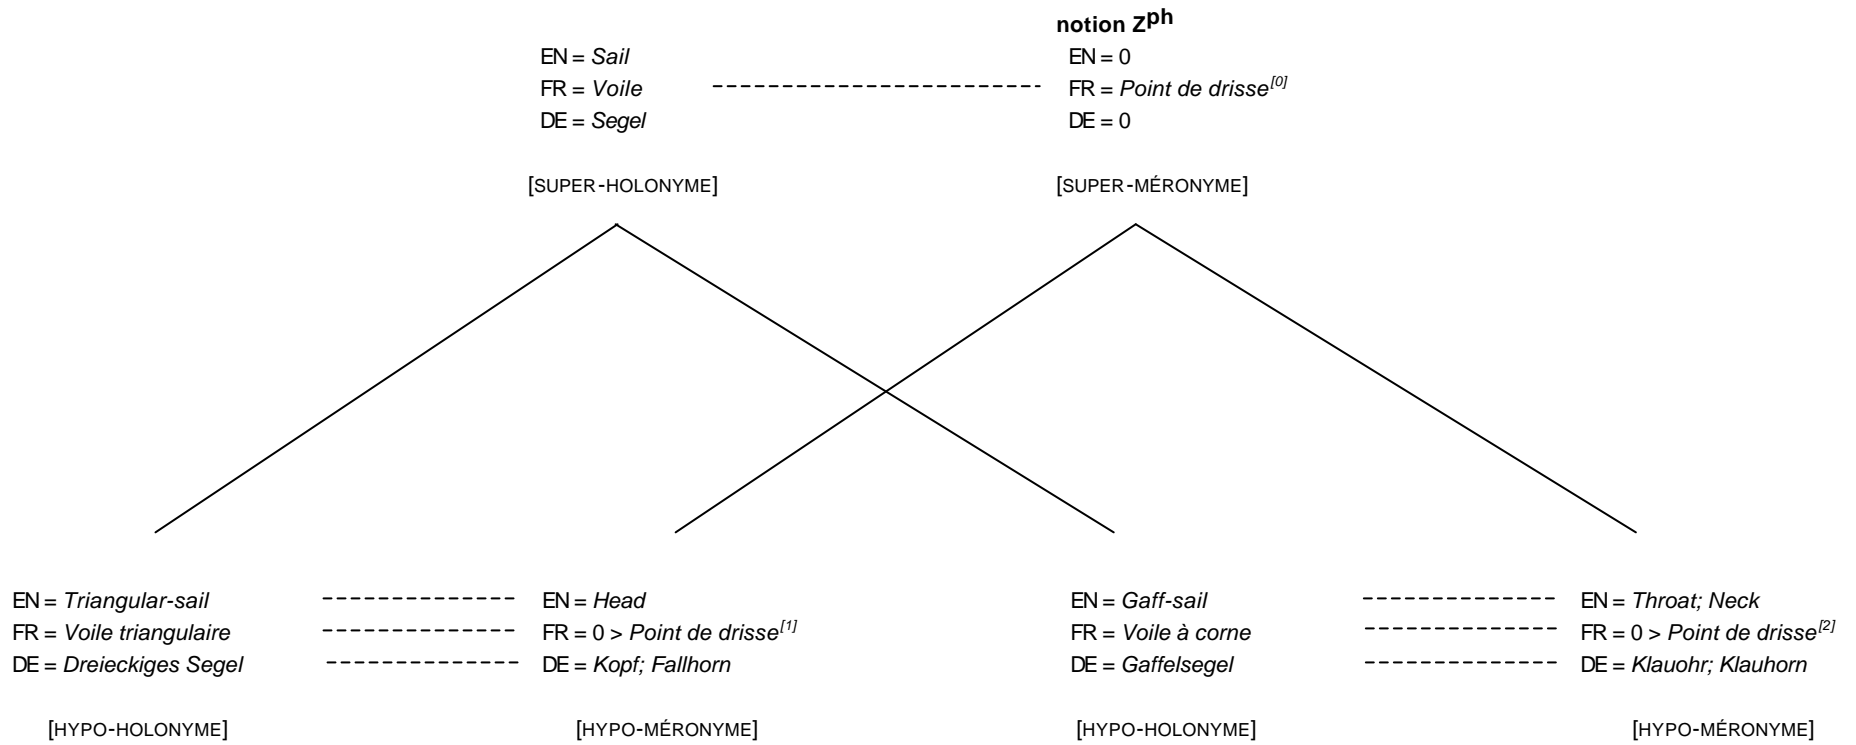 notion Zph
EN = Sail
FR = Voile
DE = Segel
EN = 0
FR = Point de drisse[0]
DE = 0
[SUPER-HOLONYME]
[SUPER-MÉRONYME]
EN = Triangular-sail
FR = Voile triangulaire
DE = Dreieckiges Segel
[HYPO-HOLONYME]
EN = Head
FR = 0 > Point de drisse[1]
DE = Kopf; Fallhorn
[HYPO-MÉRONYME]
EN = Gaff-sail
FR = Voile à corne
DE = Gaffelsegel
[HYPO-HOLONYME]
EN = Throat; Neck
FR = 0 > Point de drisse[2]
DE = Klauohr; Klauhorn
[HYPO-MÉRONYME]